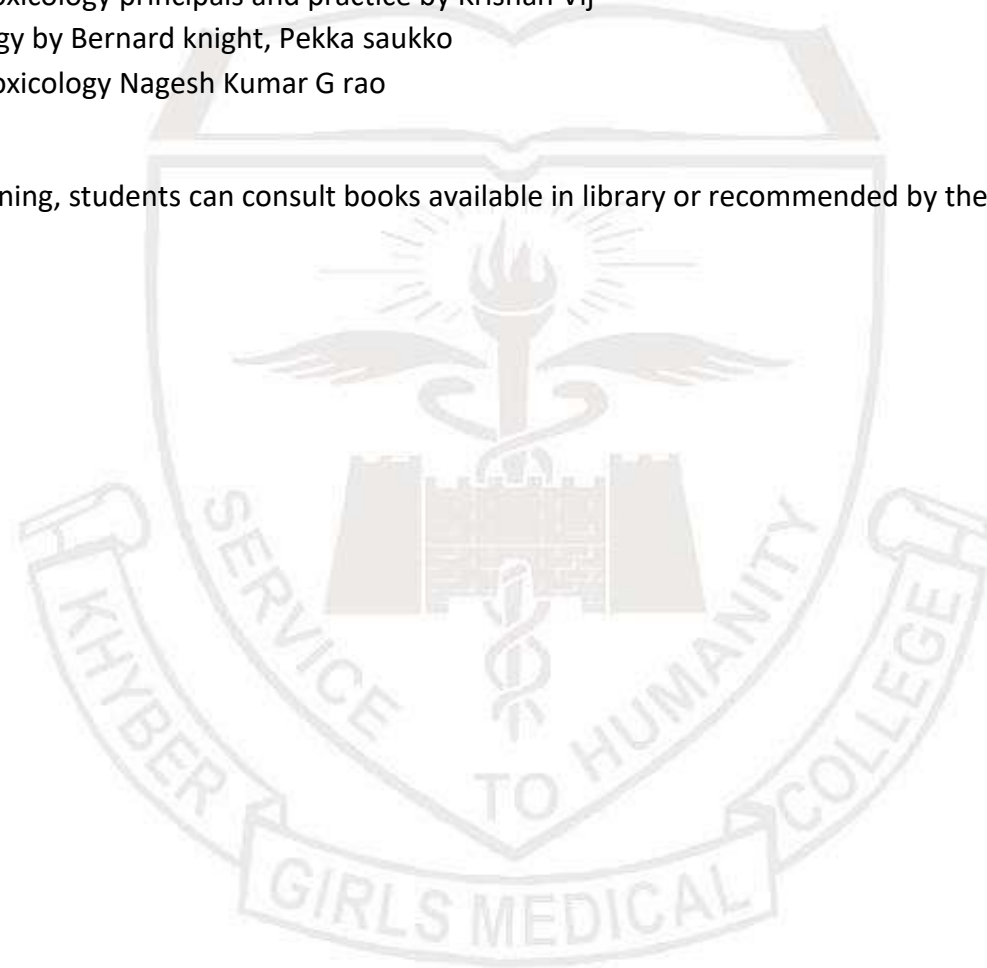 oxicology principals and practice by Krishan Vij
gy by Bernard knight, Pekka saukko
oxicology Nagesh Kumar G rao
ning, students can consult books available in library or recommended by the
SERVICE
TO HUMANITY
KHYBER
GIRLS MEDICAL
COLLEGE